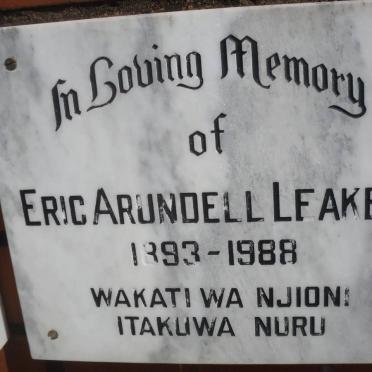 In Loving Memory
of
ERIC ARUNDELL LEAKE
1893-1988
WAKATI WA NJIONI
ITAKUWA NURU